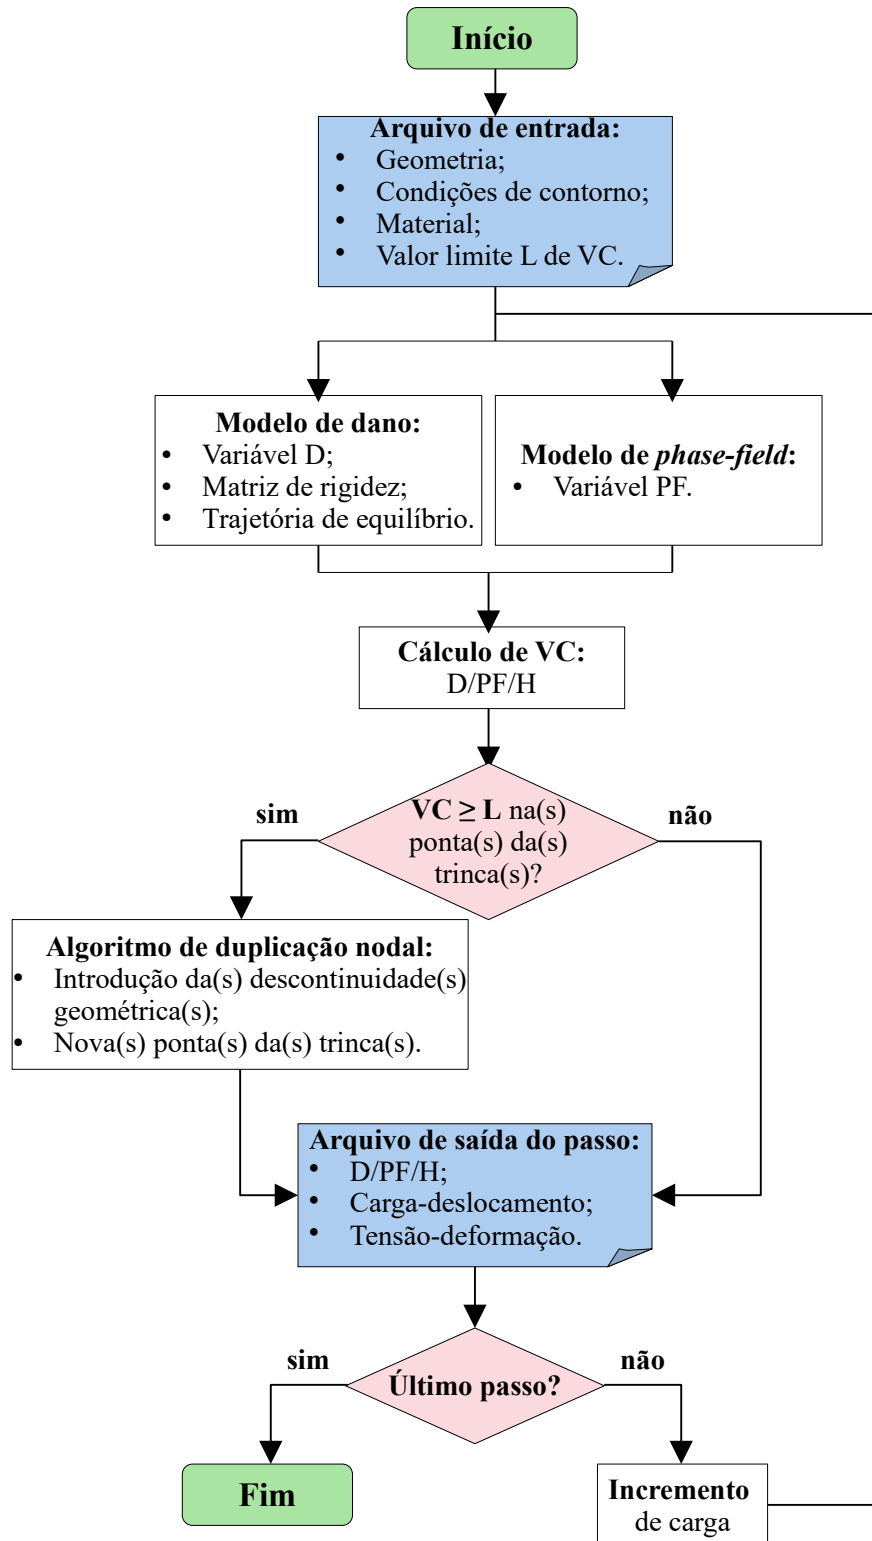 Início
Arquivo de entrada:
• Geometria;
• Condições de contorno;
• Material;
• Valor limite L de VC.
Modelo de dano:
• Variável D;
• Matriz de rigidez;
• Trajetória de equilíbrio.
Modelo de phase-field:
• Variável PF.
Cálculo de VC:
D/PF/H
sim
VC ≥ L na(s)
ponta(s) da(s)
trinca(s)?
não
Algoritmo de duplicação nodal:
• Introdução da(s) descontinuidade(s)
geométrica(s);
• Nova(s) ponta(s) da(s) trinca(s).
Arquivo de saída do passo:
• D/PF/H;
• Carga-deslocamento;
• Tensão-deformação.
sim
Último passo?
não
Fim
Incremento
de carga